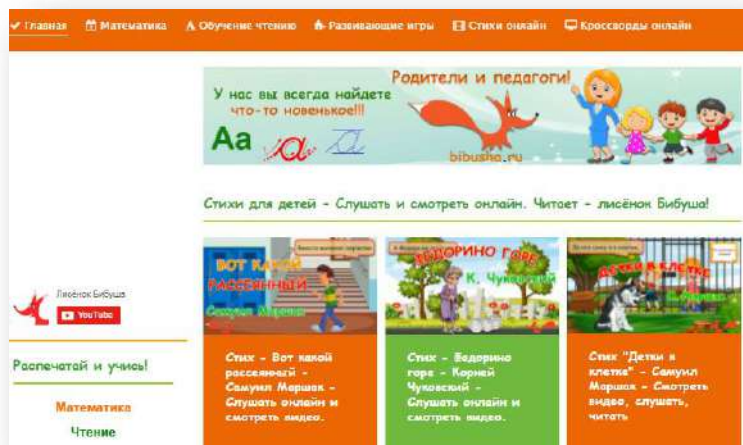 Главная Математика Обучение чтению Развивающие игры Стихи онлайн Кроссворды онлайн
У нас вы всегда найдете
что-то новенькое!!!
Аа а а
Родители и педагоги!
bibusha.ru
Стихи для детей - Слушать и смотреть онлайн. Читает - лисёнок Бибуша!
ВОТ КАКОЙ
РАССЕЯННЫЙ
Самуил Маршак
ФЕДОРИНО ГОРЕ
К. Чуковский
ДЕТКИ В КЛЕТКЕ
Лисёнок Бибуша
YouTube
Распечатай и учись!
Математика
Чтение
Стих - Вот какой
рассеянный -
Самуил Маршак -
Слушать онлайн и
смотреть видео.
Стих - Федорино
горе - Корней
Чуковский -
Слушать онлайн и
смотреть видео.
Стих "Детки в
клетке" - Самуил
Маршак - Смотреть
видео, слушать,
читать